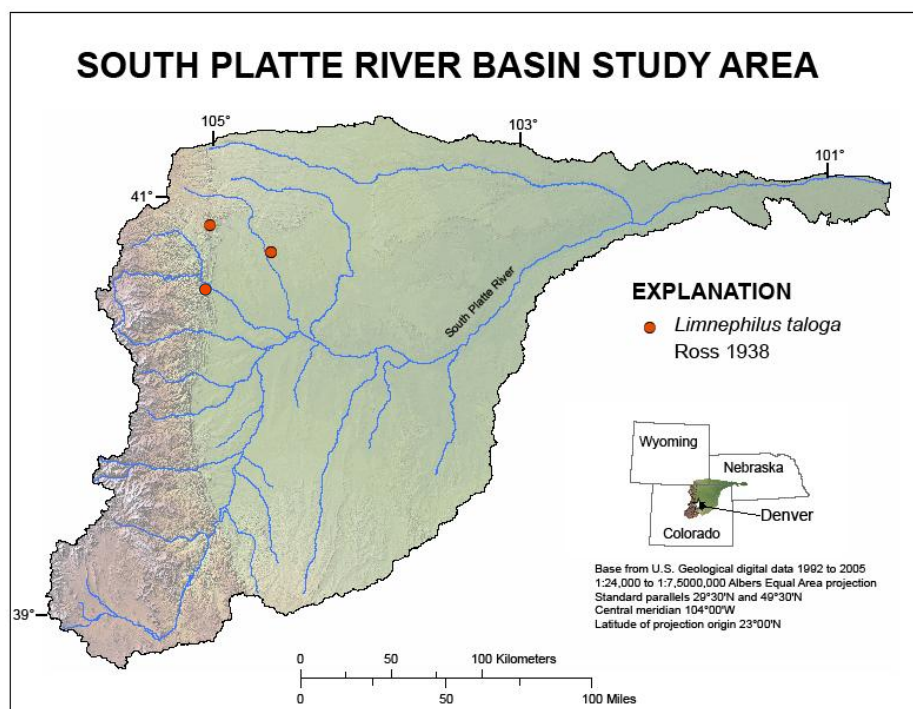 SOUTH PLATTE RIVER BASIN STUDY AREA
105°
103°
101°
41°
South Platte River
EXPLANATION
Limnephilus taloga
Ross 1938
Wyoming
Nebraska
Denver
Colorado
Base from U.S. Geological digital data 1992 to 2005
1:24,000 to 1:7,5000,000 Albers Equal Area projection
Standard parallels 29°30'N and 49°30'N
Central meridian 104°00'W
Latitude of projection origin 23°00'N
39°
0 50 100 Kilometers
0 50 100 Miles